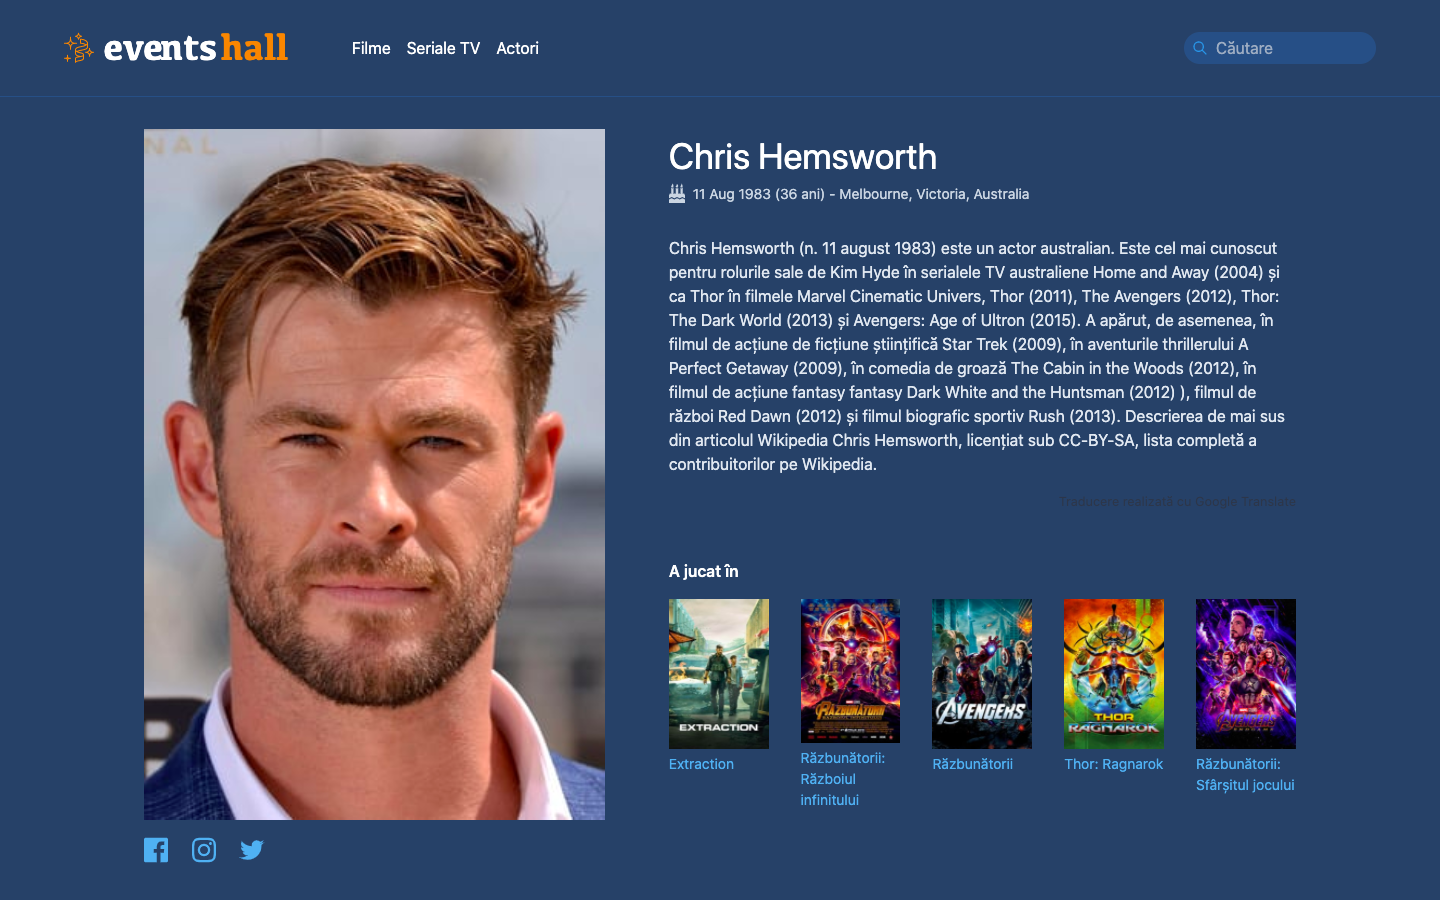 events hall
Filme Seriale TV Actori
Căutare
NAL
Chris Hemsworth
11 Aug 1983 (36 ani) - Melbourne, Victoria, Australia
Chris Hemsworth (n. 11 august 1983) este un actor australian. Este cel mai cunoscut
pentru rolurile sale de Kim Hyde în serialele TV australiene Home and Away (2004) și
ca Thor în filmele Marvel Cinematic Univers, Thor (2011), The Avengers (2012), Thor:
The Dark World (2013) și Avengers: Age of Ultron (2015). A apărut, de asemenea, în
filmul de acțiune de ficțiune științifică Star Trek (2009), în aventurile thrillerului A
Perfect Getaway (2009), în comedia de groază The Cabin in the Woods (2012), în
filmul de acțiune fantasy fantasy Dark White and the Huntsman (2012) ), filmul de
război Red Dawn (2012) și filmul biografic sportiv Rush (2013). Descrierea de mai sus
din articolul Wikipedia Chris Hemsworth, licențiat sub CC-BY-SA, lista completă a
contribuitorilor pe Wikipedia.
Traducere realizată cu Google Translate
A jucat în
EXTRACTION
RĂZBUNĂTORII
AVENGERS
THOR
RAGNAROK
AVENGERS
Extraction
Răzbunătorii:
Războiul
infinitului
Răzbunătorii
Thor: Ragnarok
Răzbunătorii:
Sfârșitul jocului